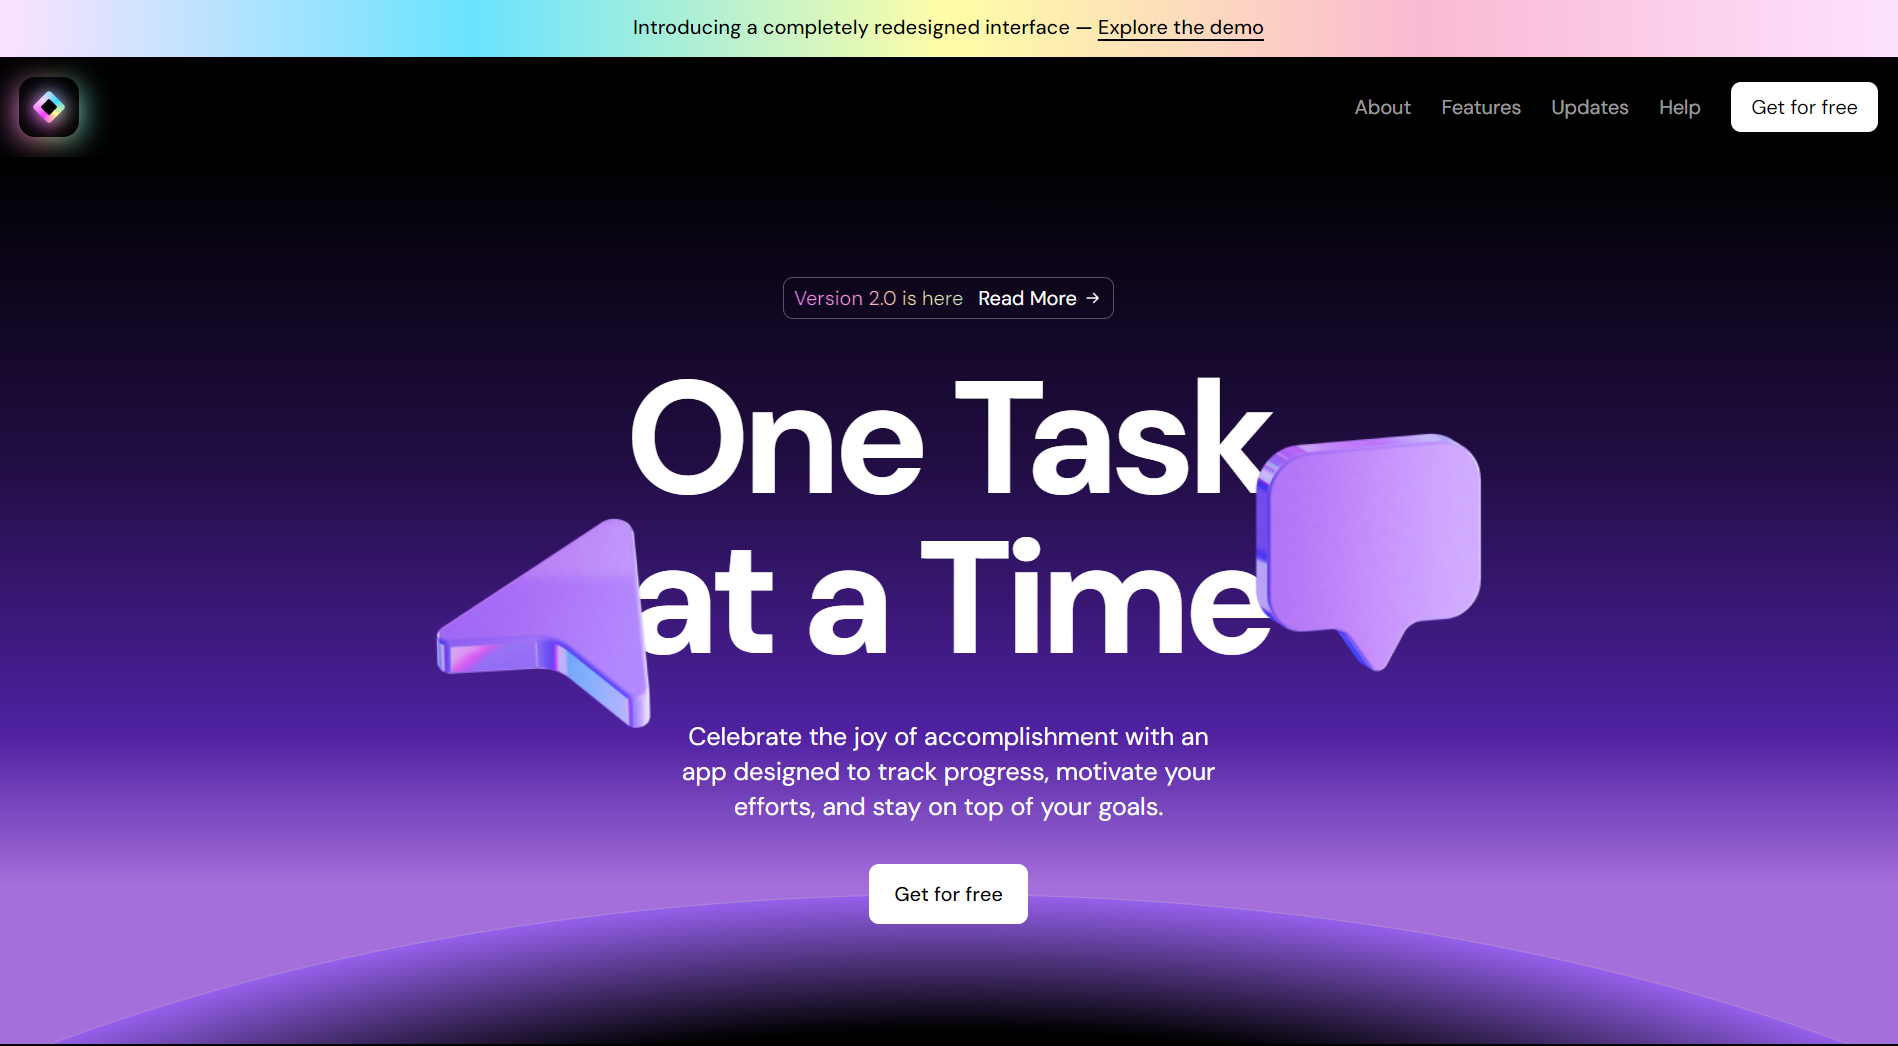 Introducing a completely redesigned interface — Explore the demo
About Features Updates Help Get for free
Version 2.0 is here Read More →
One Task
at a Time
Celebrate the joy of accomplishment with an
app designed to track progress, motivate your
efforts, and stay on top of your goals.
Get for free